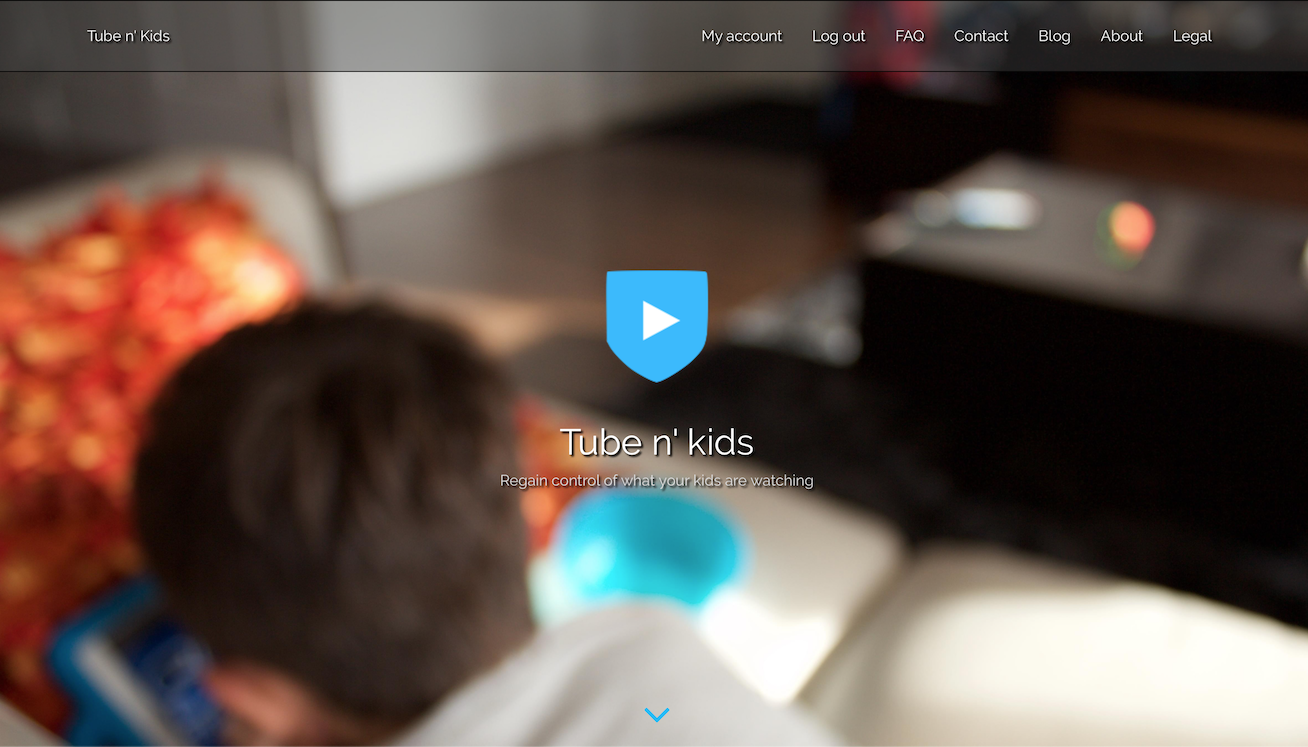 Tube n' Kids My account Log out FAQ Contact Blog About Legal
Tube n' kids
Regain control of what your kids are watching